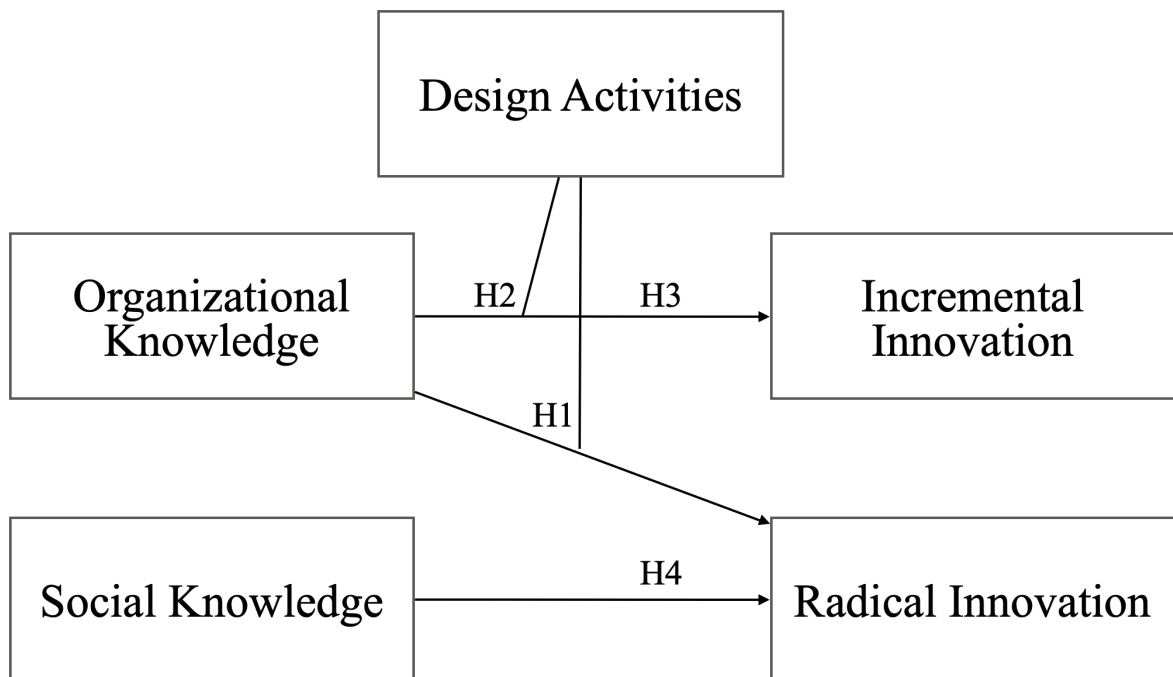 Design Activities
Organizational
Knowledge
H2
H3
Incremental
Innovation
H1
Social Knowledge
H4
Radical Innovation